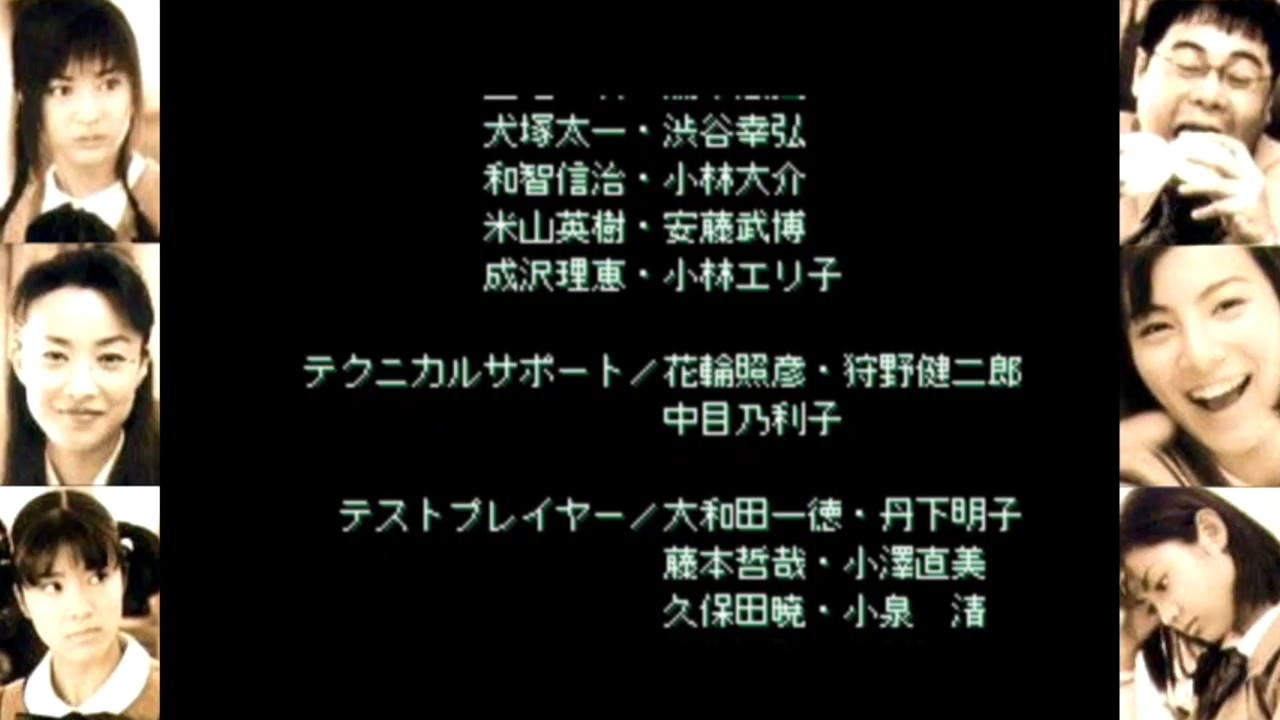 犬塚太一・渋谷幸弘
和智信治・小林大介
米山英樹・安藤武博
成沢理恵・小林エリ子
テクニカルサポート／花輪照彦・狩野健二郎
中目乃利子
テストプレイヤー／大和田一徳・丹下明子
藤本哲哉・小澤直美
久保田暁・小泉　清